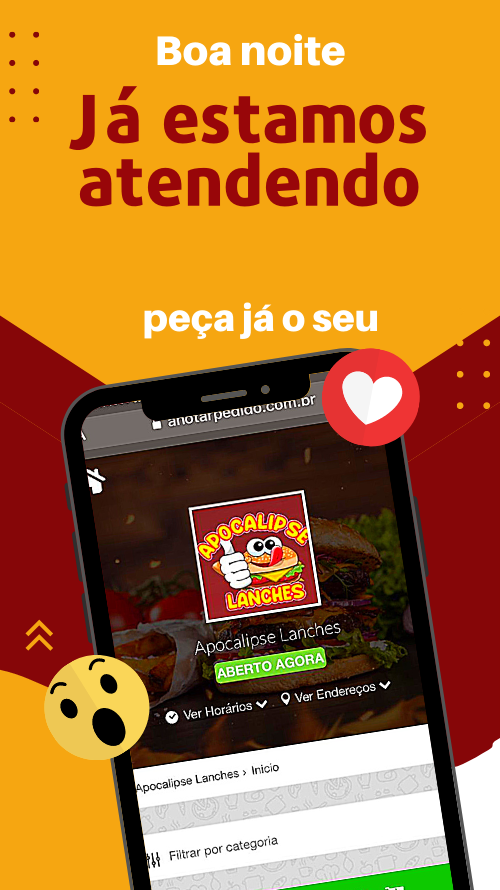 Boa noite
Já estamos
atendendo
peça já o seu
anotarpedido.com.br
APOCALIPSE
LANCHES
Apocalipse Lanches
ABERTO AGORA
Ver Horários
Ver Endereços
Apocalipse Lanches › Inicio
Filtrar por categoria